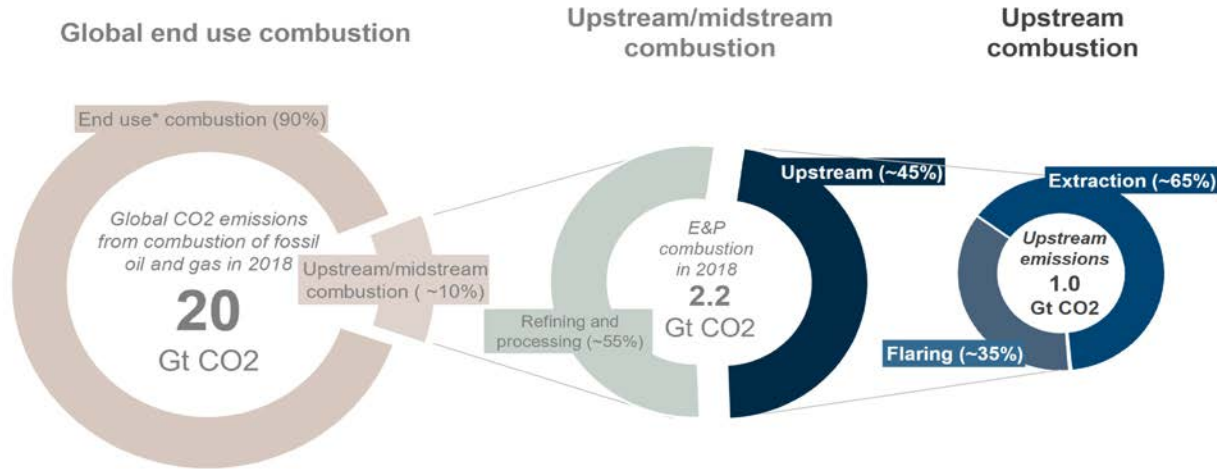 Global end use combustion
Upstream/midstream
combustion
Upstream
combustion
End use* combustion (90%)
Global CO2 emissions
from combustion of fossil
oil and gas in 2018
20
Gt CO2
Upstream/midstream
combustion ( ~10%)
Upstream (~45%)
E&P
combustion
in 2018
2.2
Gt CO2
Refining and
processing (~55%)
Extraction (~65%)
Upstream
emissions
1.0
Gt CO2
Flaring (~35%)